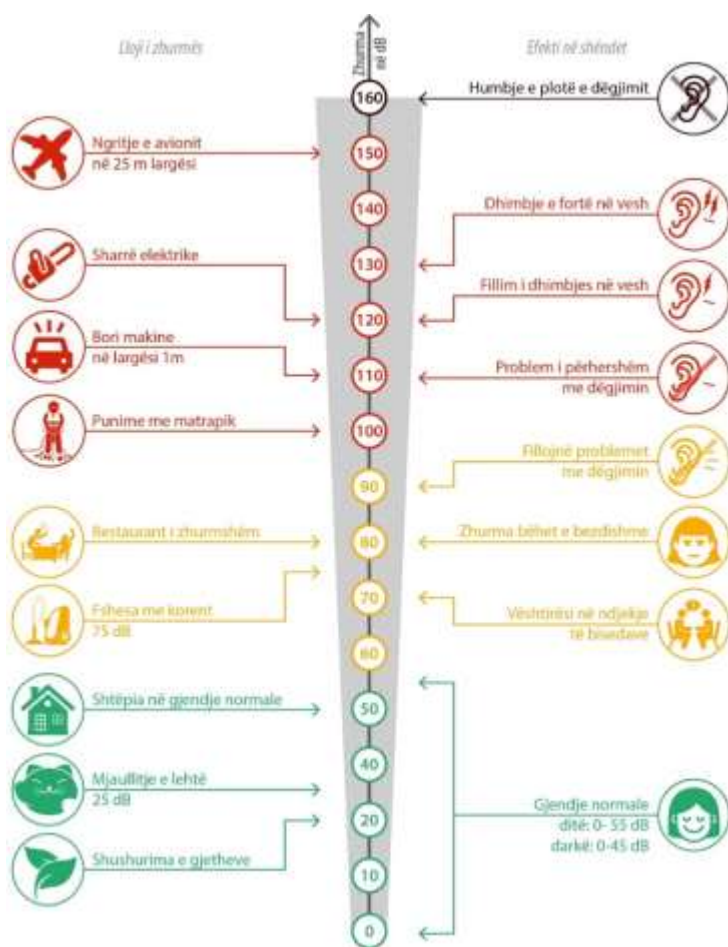 Lloji i zhurmës
Zhurma
në dB
Efekti në shëndet
160
Humbje e plotë e dëgjimit
Ngritje e avionit
në 25 m largësi
150
140
Dhimbje e fortë në vesh
Sharrë elektrike
130
Fillim i dhimbjes në vesh
120
Bori makine
në largësi 1m
110
Problem i përhershëm
me dëgjimin
Punime me matrapik
100
Fillojnë problemet
me dëgjimin
90
Restaurant i zhurmshëm
80
Zhurma bëhet e bezdishme
Fshesa me korent
75 dB
70
Vështirësi në ndjekje
të bisedave
60
Shtëpia në gjendje normale
50
40
Mjaullitje e lehtë
25 dB
20
Gjendje normale
ditë: 0- 55 dB
darkë: 0-45 dB
Shushurima e gjetheve
10
0